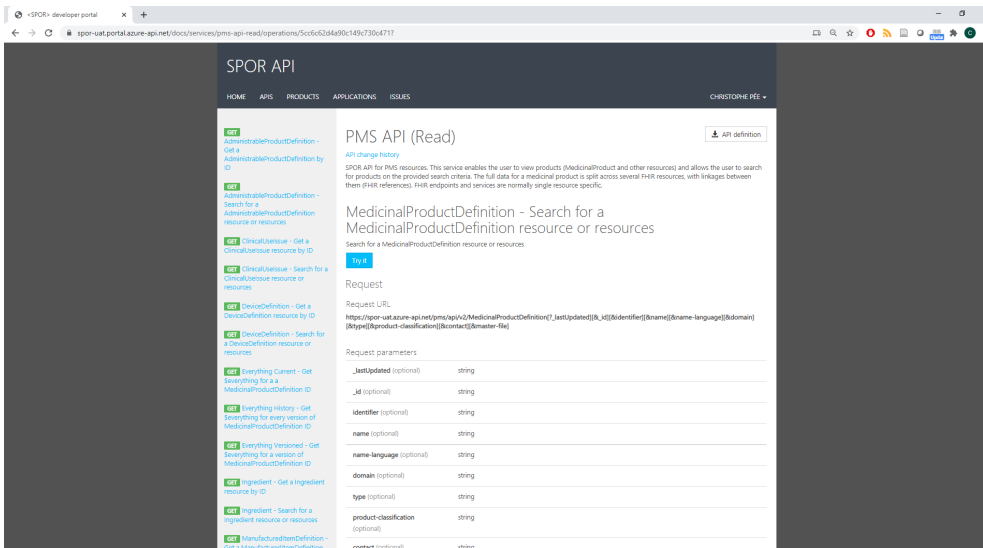 <SPOR> developer portal
spor-uat.portal.azure-api.net/docs/services/pms-api-read/operations/5cc6c62d4a90c149c730c471?
Update
C
SPOR API
HOME APIS PRODUCTS APPLICATIONS ISSUES CHRISTOPHE PÉE
GET
AdministrableProductDefinition -
Get a
AdministrableProductDefinition by
ID
GET
AdministrableProductDefinition -
Search for a
AdministrableProductDefinition
resource or resources
GET ClinicalUseIssue - Get a
ClinicalUseIssue resource by ID
GET ClinicalUseIssue - Search for a
ClinicalUseIssue resource or
resources
GET DeviceDefinition - Get a
DeviceDefinition resource by ID
GET DeviceDefinition - Search for
a DeviceDefinition resource or
resources
GET Everything Current - Get
$everything for a a
MedicinalProductDefinition ID
GET Everything History - Get
$everything for every version of
MedicinalProductDefinition ID
GET Everything Versioned - Get
$everything for a version of
MedicinalProductDefinition ID
GET Ingredient - Get a Ingredient
resource by ID
GET Ingredient - Search for a
Ingredient resource or resources
GET ManufacturedItemDefinition -
Get a ManufacturedItemDefinition
PMS API (Read)
API definition
API change history
SPOR API for PMS resources. This service enables the user to view products (MedicinalProduct and other resources) and allows the user to search
for products on the provided search criteria. The full data for a medicinal product is split across several FHIR resources, with linkages between
them (FHIR references). FHIR endpoints and services are normally single resource specific.
MedicinalProductDefinition - Search for a
MedicinalProductDefinition resource or resources
Search for a MedicinalProductDefinition resource or resources
Try it
Request
Request URL
https://spor-uat.azure-api.net/pms/api/v2/MedicinalProductDefinition[?_lastUpdated][&_id][&identifier][&name][&name-language][&domain]
[&type][&product-classification][&contact][&master-file]
Request parameters
_lastUpdated (optional) string
_id (optional) string
identifier (optional) string
name (optional) string
name-language (optional) string
domain (optional) string
type (optional) string
product-classification string
(optional)
contact (optional) string